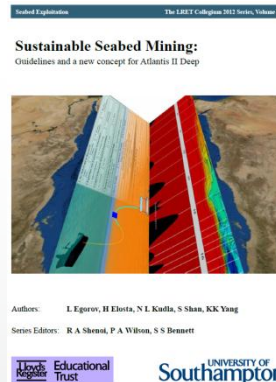 Seabed Exploitation The LRET Collegium 2012 Series, Volume
Sustainable Seabed Mining:
Guidelines and a new concept for Atlantis II Deep
Authors: L Egorov, H Elosta, N L Kudla, S Shan, KK Yang
Series Editors: R A Shenoi, P A Wilson, S S Bennett
Lloyd's Register Educational Trust
UNIVERSITY OF
Southampton